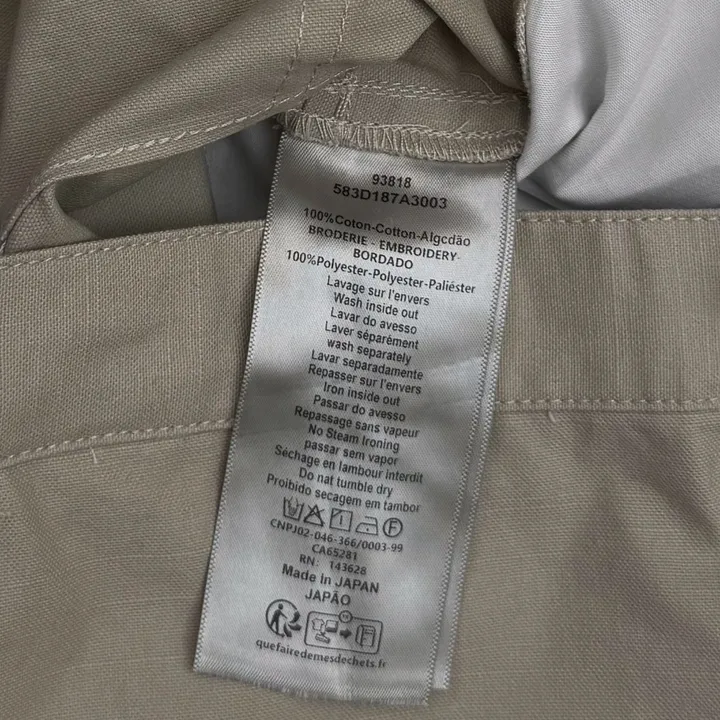 93818
583D187A3003
100%Coton-Cotton-Algcdão
BRODERIE - EMBROIDERY-
BORDADO
100%Polyester-Polyester-Paliéster
Lavage sur l'envers
Wash inside out
Lavar do avesso
Laver séparément
wash separately
Lavar separadamente
Repasser sur l'envers
Iron inside out
Passar do avesso
Repassage sans vapeur
No Steam Ironing
passar sem vapor
Séchage en lambour interdit
Do nat tumble dry
Proibido secagem em tambor
F
CNPJ02-046-366/0003-99
CA65281
RN: 143628
Made in JAPAN
JAPÃO
quefairedemesdechets.fr